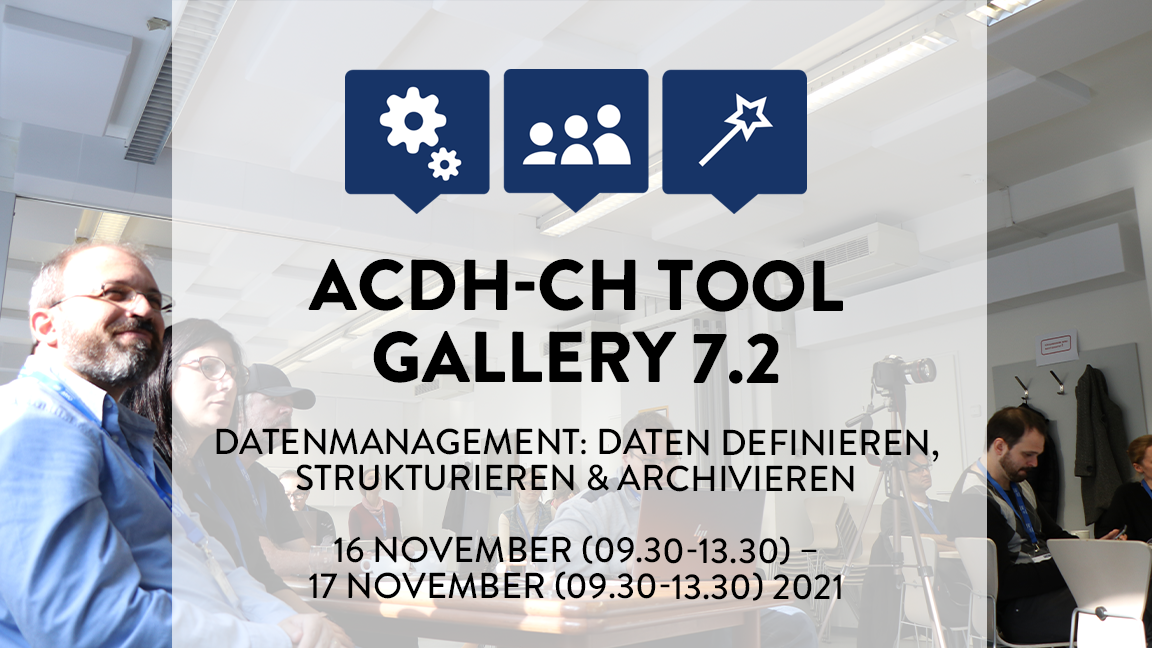 ACDH-CH TOOL
GALLERY 7.2
DATENMANAGEMENT: DATEN DEFINIEREN,
STRUKTURIEREN & ARCHIVIEREN
16 NOVEMBER (09.30-13.30) –
17 NOVEMBER (09.30-13.30) 2021
hp